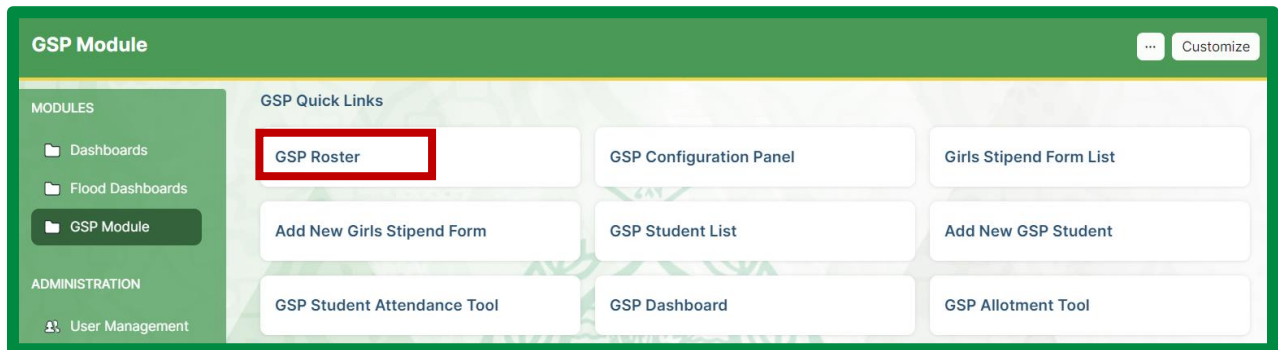 GSP Module
... Customize
MODULES
Dashboards
Flood Dashboards
GSP Module
ADMINISTRATION
User Management
GSP Quick Links
GSP Roster
GSP Configuration Panel
Girls Stipend Form List
Add New Girls Stipend Form
GSP Student List
Add New GSP Student
GSP Student Attendance Tool
GSP Dashboard
GSP Allotment Tool